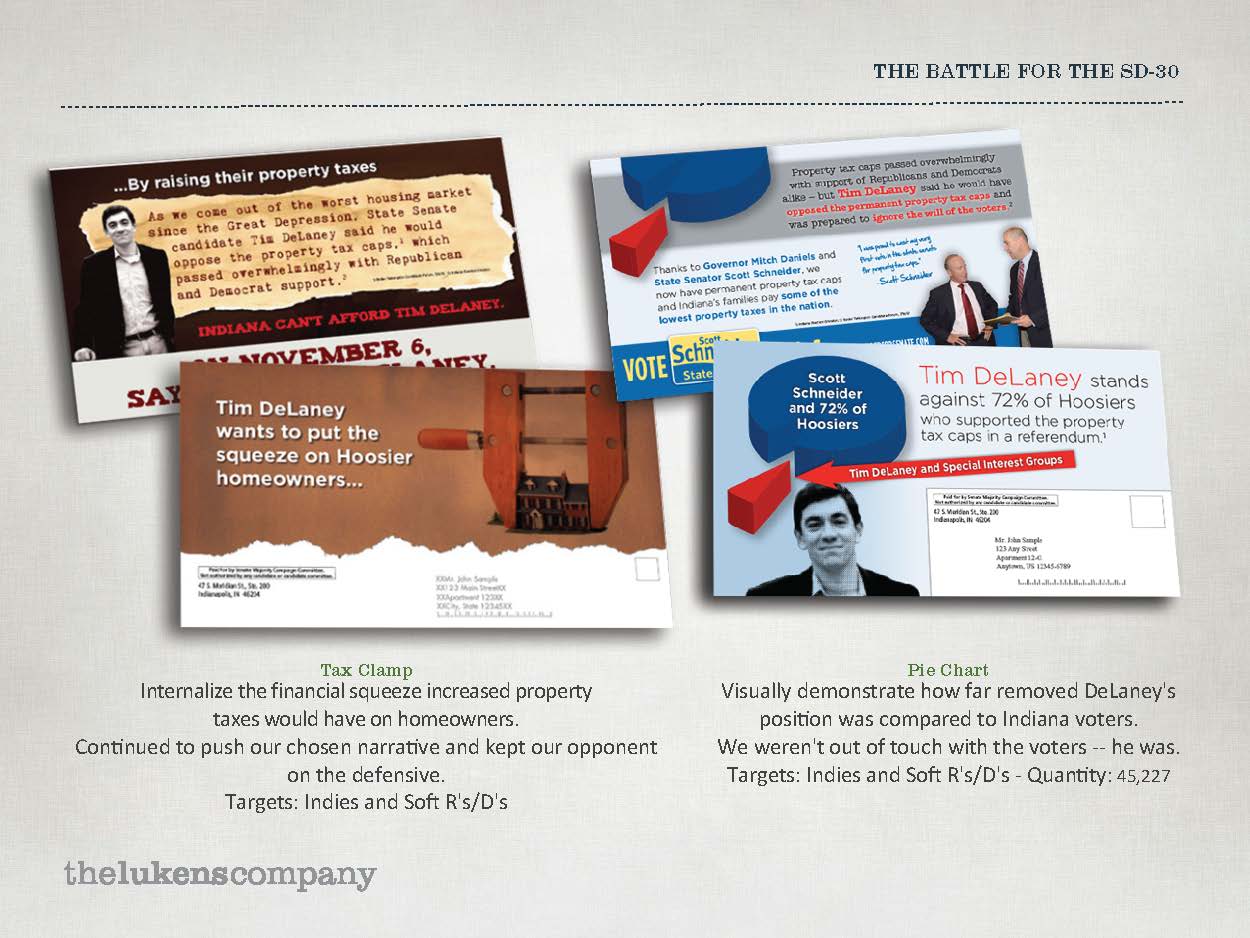 THE BATTLE FOR THE SD-30
...By raising their property taxes
As we come out of the worst housing market
since the Great Depression, State Senate
candidate Tim DeLaney said he would
oppose the property tax caps,¹ which
passed overwhelmingly with Republican
and Democrat support.²
INDIANA CAN'T AFFORD TIM DELANEY.
NOVEMBER 6,
SAY
LANEY.
Tim DeLaney
wants to put the
squeeze on Hoosier
homeowners...
Paid for by Senate Majority Campaign Committee.
Not authorized by any candidate or candidate committee.
47 S. Meridian St., Ste. 200
Indianapolis, IN 46204
XXMr. John Sample
XX123 Main StreetXX
XXApartment 123XX
XXCity, State 12345XX
Property tax caps passed overwhelmingly
with support of Republicans and Democrats
alike – but Tim DeLaney said he would have
opposed the permanent property tax caps and
was prepared to ignore the will of the voters.²
Thanks to Governor Mitch Daniels and
State Senator Scott Schneider, we
now have permanent property tax caps
and Indiana's families pay some of the
lowest property taxes in the nation.
"I was proud to cast my very
first vote in the state senate
for property tax caps."
- Scott Schneider
VOTE
Scott
Schn
State
Scott
Schneider
and 72% of
Hoosiers
Tim DeLaney stands
against 72% of Hoosiers
who supported the property
tax caps in a referendum.¹
Tim DeLaney and Special Interest Groups
Paid for by Senate Majority Campaign Committee.
Not authorized by any candidate or candidate committee.
47 S. Meridian St., Ste. 200
Indianapolis, IN 46204
Mr. John Sample
123 Any Street
Apartment 12-C
Anytown, US 12345-6789
Tax Clamp
Internalize the financial squeeze increased property
taxes would have on homeowners.
Continued to push our chosen narrative and kept our opponent
on the defensive.
Targets: Indies and Soft R's/D's
Pie Chart
Visually demonstrate how far removed DeLaney's
position was compared to Indiana voters.
We weren't out of touch with the voters -- he was.
Targets: Indies and Soft R's/D's - Quantity: 45,227
thelukenscompany